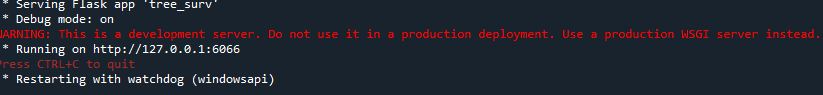 * Serving Flask app 'tree_surv'
* Debug mode: on
WARNING: This is a development server. Do not use it in a production deployment. Use a production WSGI server instead.
* Running on http://127.0.0.1:6066
Press CTRL+C to quit
* Restarting with watchdog (windowsapi)